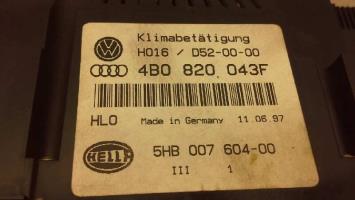 Klimabetätigung
H016 / D52-00-00
4B0 820 043F
HL0 Made in Germany 11.06.97
HELLA
5HB 007 604-00
III 1